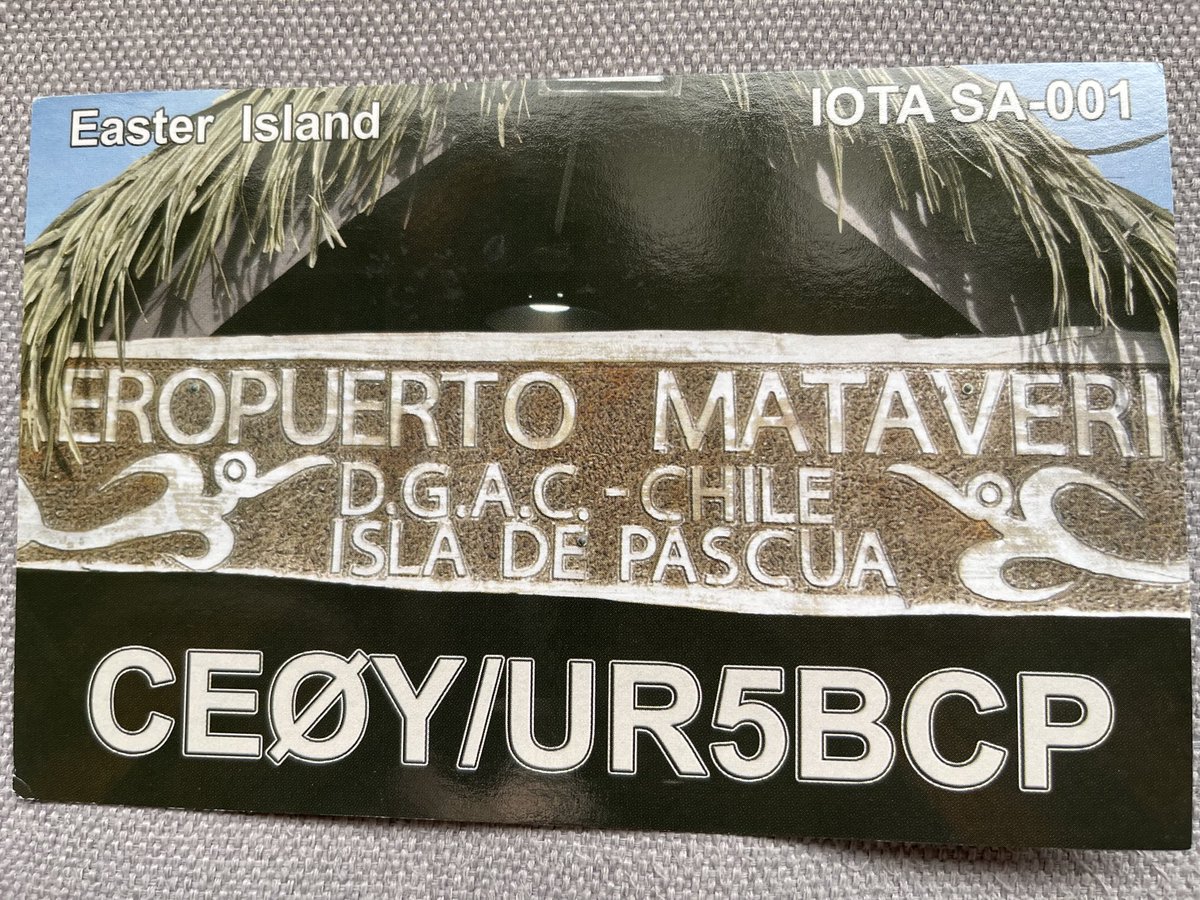 Easter Island
IOTA SA-001
EROPUERTO MATAVERI
D.G.A.C. - CHILE
ISLA DE PASCUA
CEØY/UR5BCP